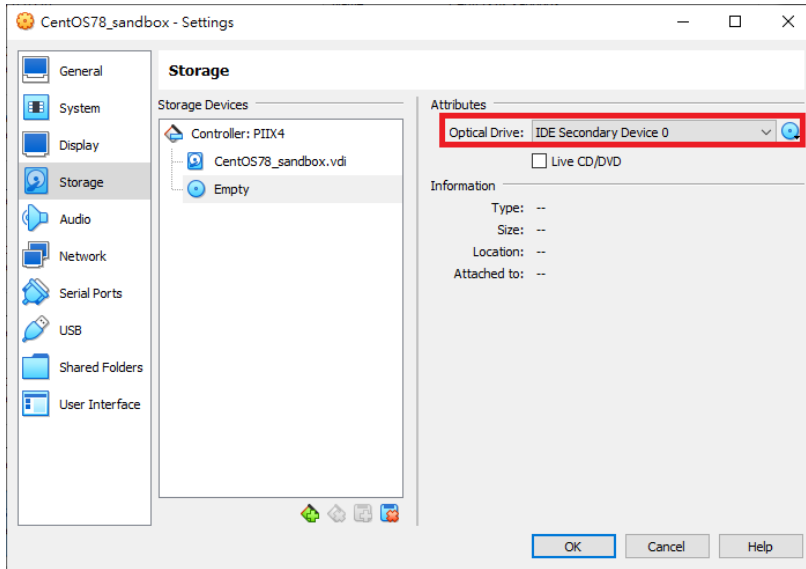 CentOS78_sandbox - Settings
General
System
Display
Storage
Audio
Network
Serial Ports
USB
Shared Folders
User Interface
Storage
Storage Devices
Controller: PIIX4
CentOS78_sandbox.vdi
Empty
Attributes
Optical Drive: IDE Secondary Device 0
Live CD/DVD
Information
Type: --
Size: --
Location: --
Attached to: --
OK Cancel Help